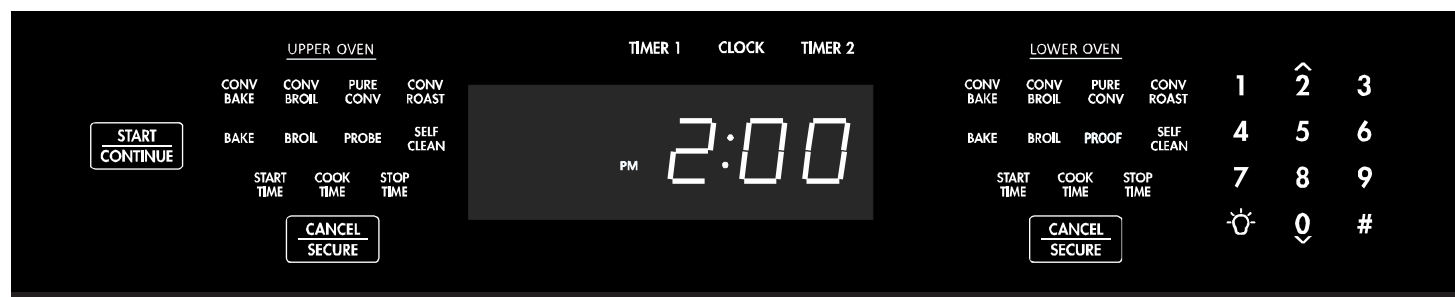 UPPER OVEN
TIMER 1 CLOCK TIMER 2
LOWER OVEN
CONV BAKE
CONV BROIL
PURE CONV
CONV ROAST
START
CONTINUE
BAKE
BROIL
PROBE
SELF CLEAN
START TIME
COOK TIME
STOP TIME
CANCEL
SECURE
PM 2:00
CONV BAKE
CONV BROIL
PURE CONV
CONV ROAST
BAKE
BROIL
PROOF
SELF CLEAN
START TIME
COOK TIME
STOP TIME
CANCEL
SECURE
1 2 3
4 5 6
7 8 9
0 #